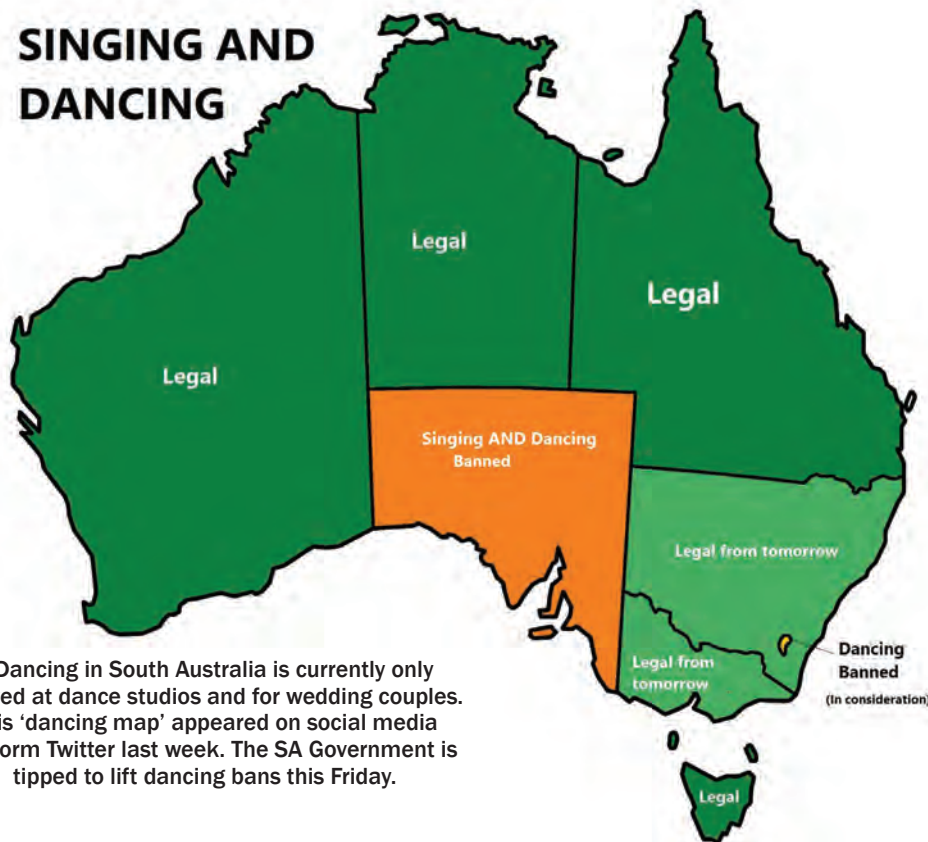 SINGING AND
DANCING
Legal
Legal
Legal
Singing AND Dancing
Banned
Legal from tomorrow
Dancing
Banned
(In consideration)
Legal from
tomorrow
Legal
Dancing in South Australia is currently only
ed at dance studios and for wedding couples.
is ‘dancing map’ appeared on social media
orm Twitter last week. The SA Government is
tipped to lift dancing bans this Friday.